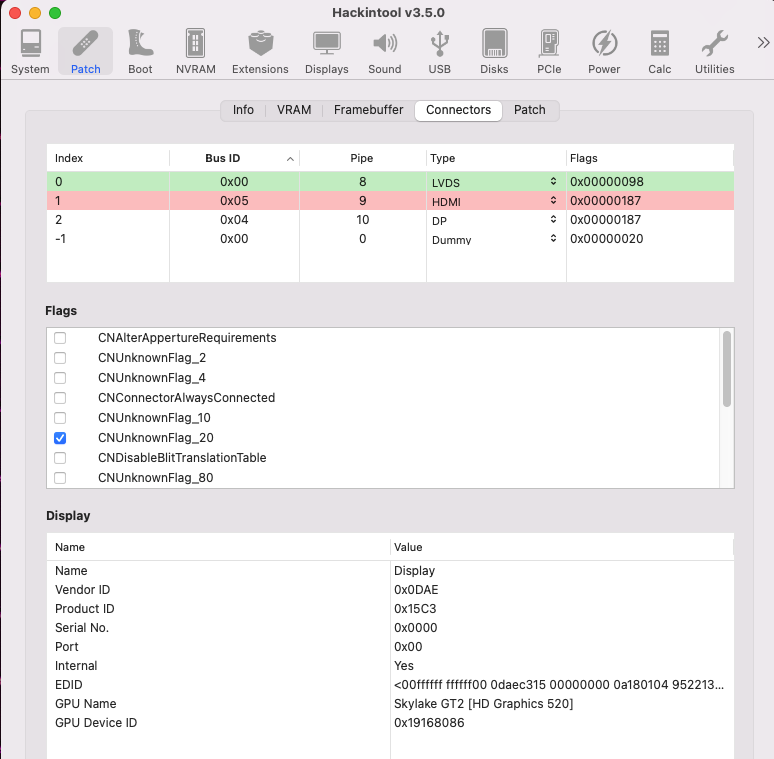 Hackintool v3.5.0
System Patch Boot NVRAM Extensions Displays Sound USB Disks PCIe Power Calc Utilities
Info VRAM Framebuffer Connectors Patch
Index Bus ID Pipe Type Flags
0 0x00 8 LVDS 0x00000098
1 0x05 9 HDMI 0x00000187
2 0x04 10 DP 0x00000187
-1 0x00 0 Dummy 0x00000020
Flags
CNAlterAppertureRequirements
CNUnknownFlag_2
CNUnknownFlag_4
CNConnectorAlwaysConnected
CNUnknownFlag_10
CNUnknownFlag_20
CNDisableBlitTranslationTable
CNUnknownFlag_80
Display
Name Value
Name Display
Vendor ID 0x0DAE
Product ID 0x15C3
Serial No. 0x0000
Port 0x00
Internal Yes
EDID <00ffffff ffffff00 0daec315 00000000 0a180104 952213...
GPU Name Skylake GT2 [HD Graphics 520]
GPU Device ID 0x19168086